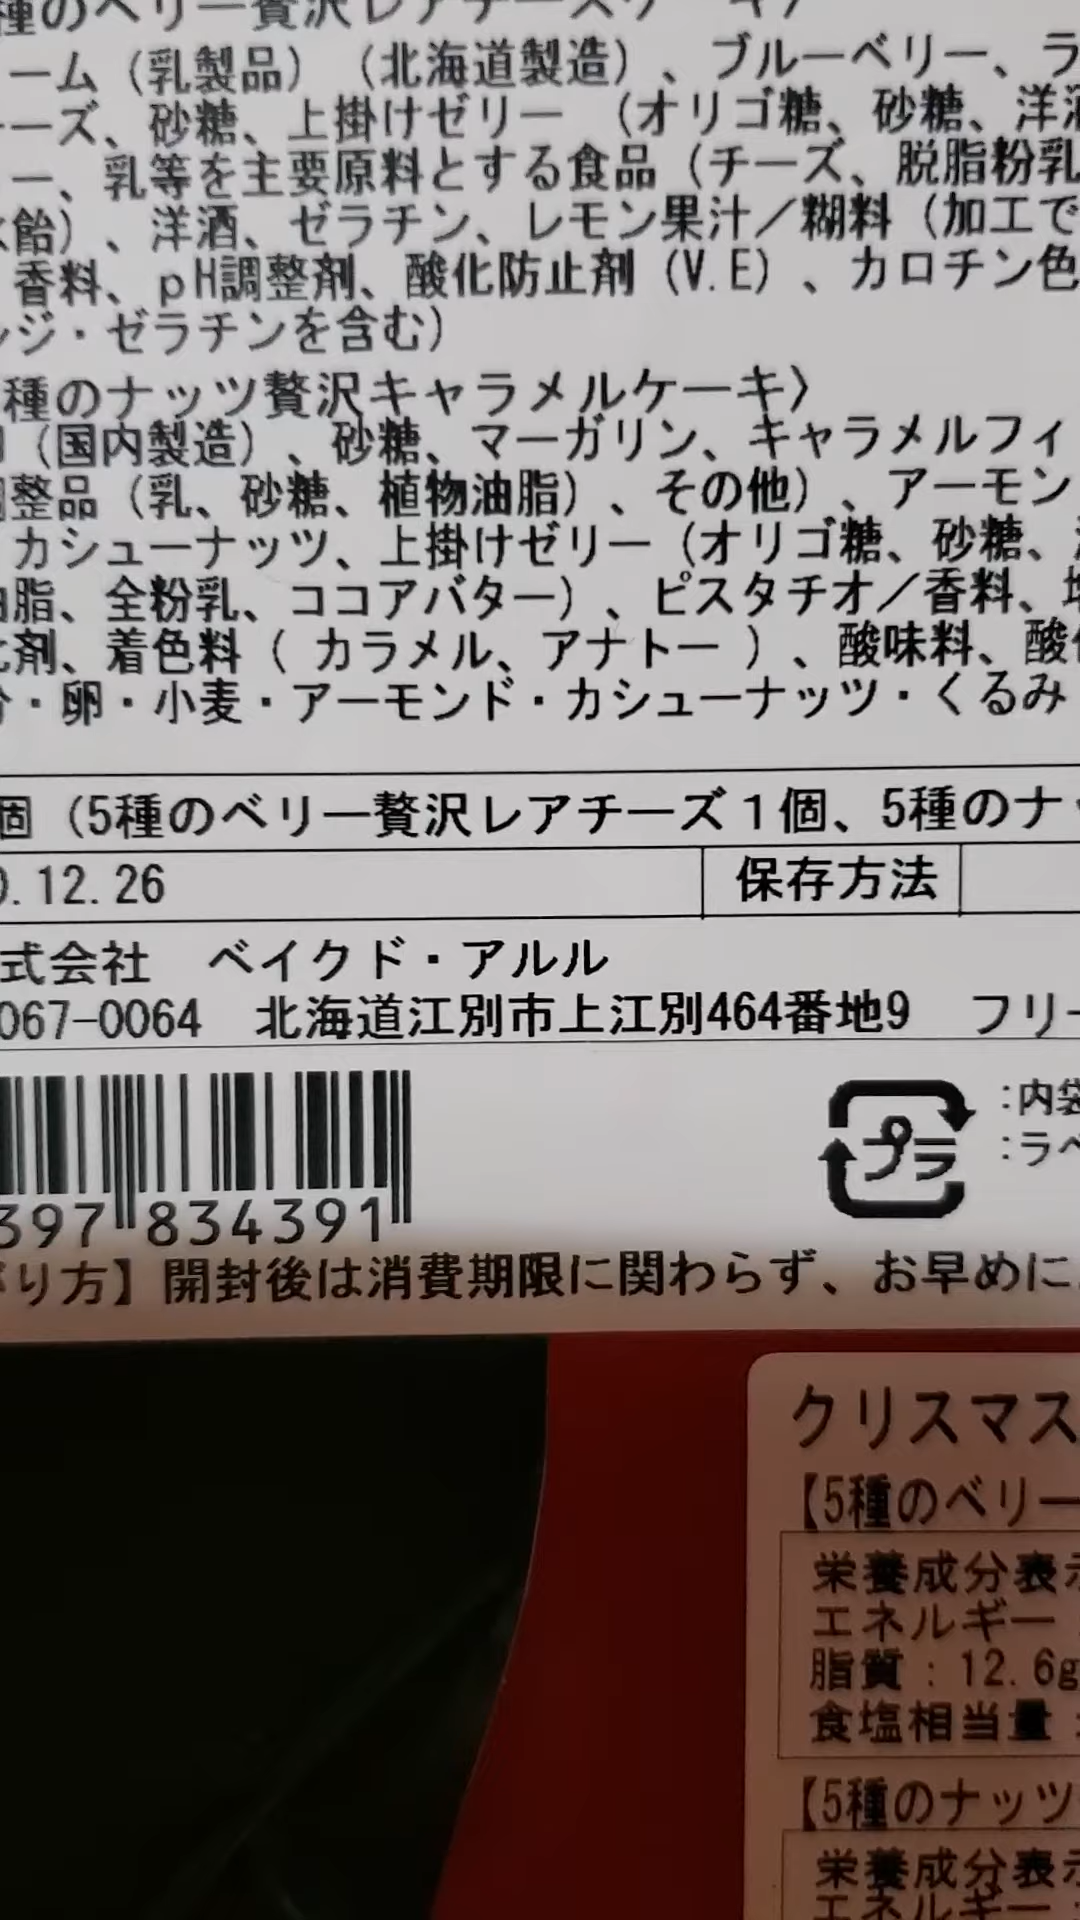 種のベリー贅沢レアチーズケーキ〉
ーム（乳製品）（北海道製造）、ブルーベリー、ラ
ーズ、砂糖、上掛けゼリー（オリゴ糖、砂糖、洋酒
ー、乳等を主要原料とする食品（チーズ、脱脂粉乳
飴）、洋酒、ゼラチン、レモン果汁／糊料（加工で
香料、pH調整剤、酸化防止剤（V.E）、カロチン色
ンジ・ゼラチンを含む）
種のナッツ贅沢キャラメルケーキ〉
（国内製造）、砂糖、マーガリン、キャラメルフィ
整品（乳、砂糖、植物油脂）、その他）、アーモン
カシューナッツ、上掛けゼリー（オリゴ糖、砂糖、
脂、全粉乳、ココアバター）、ピスタチオ／香料、
剤、着色料（ カラメル、アナトー ）、酸味料、酸
・卵・小麦・アーモンド・カシューナッツ・くるみ
個（5種のベリー贅沢レアチーズ１個、5種のナッ
.12.26 保存方法
式会社　ベイクド・アルル
067-0064　北海道江別市上江別464番地9　フリー
プラ
：内袋
：ラベ
397 834391
がり方】開封後は消費期限に関わらず、お早めに
クリスマス
【5種のベリー
栄養成分表示
エネルギー
脂質：12.6g
食塩相当量：
【5種のナッツ
栄養成分表示
エネルギー